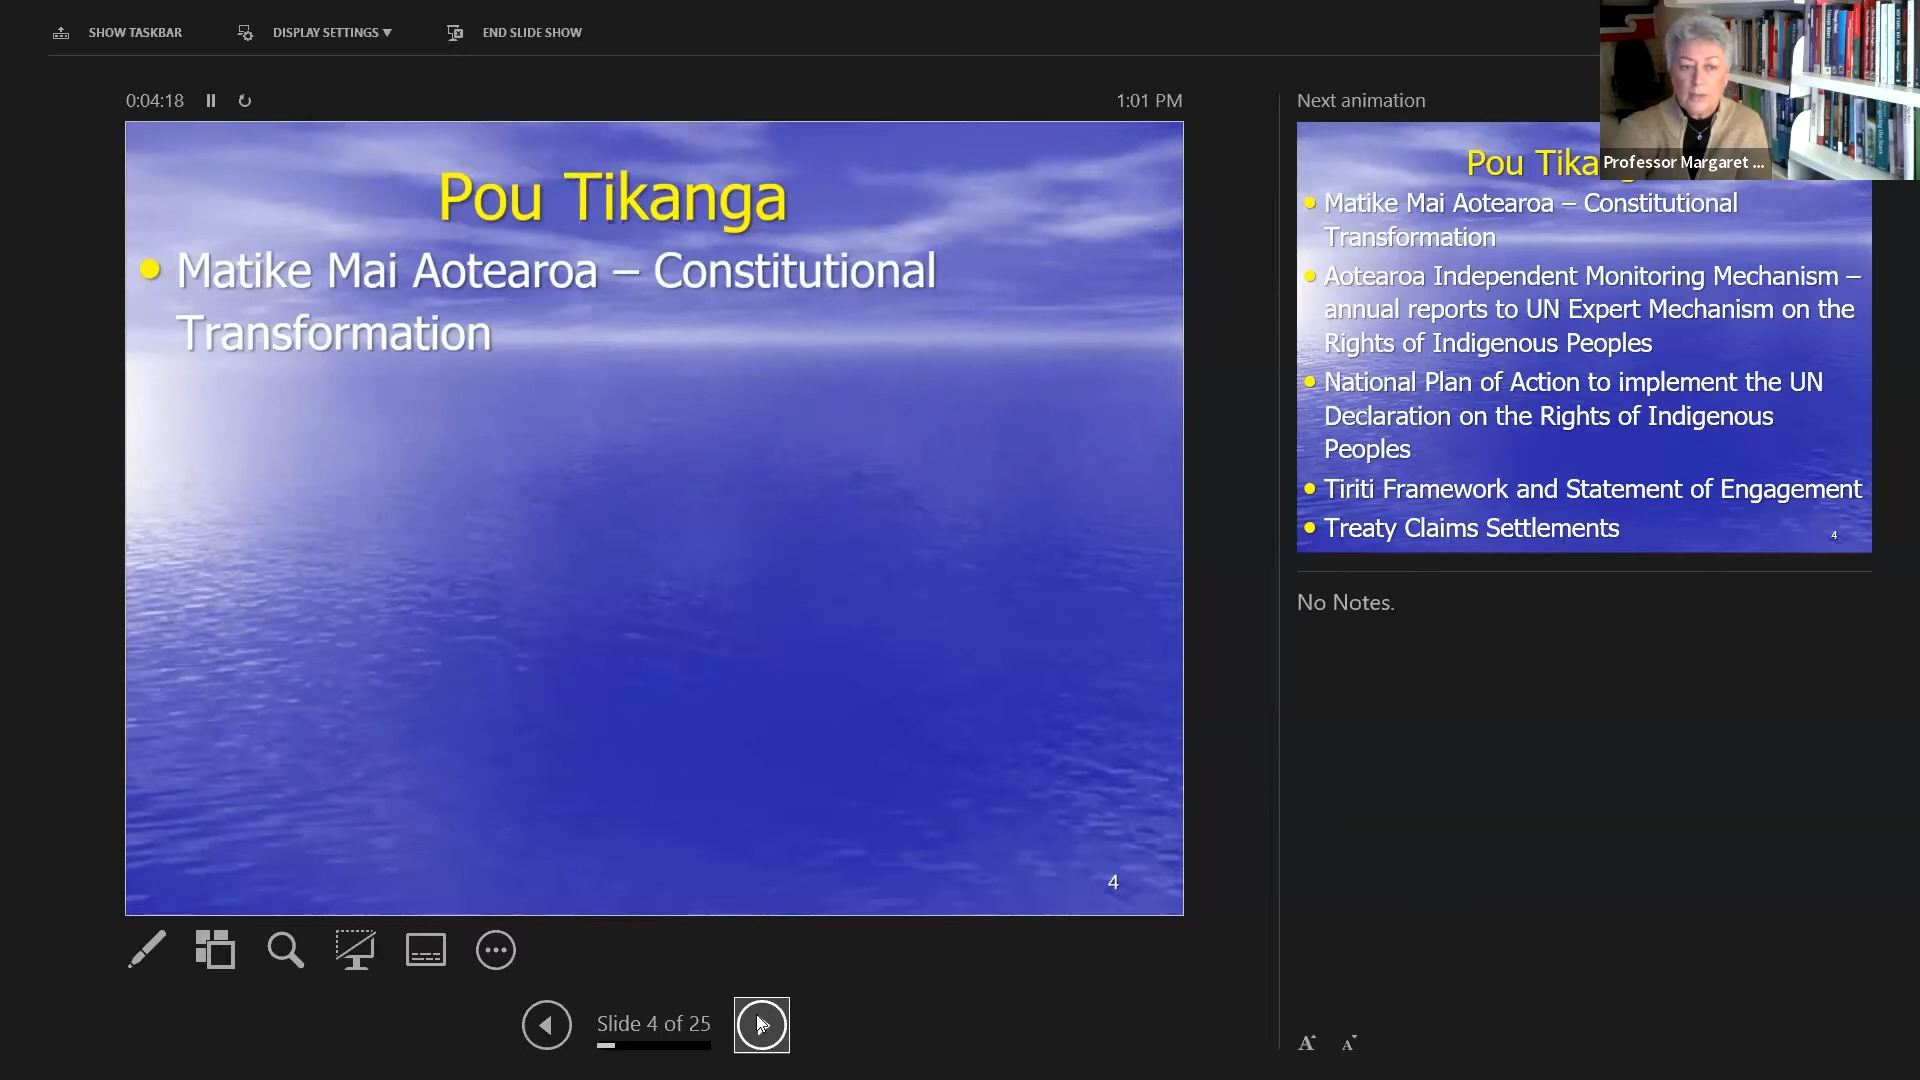 SHOW TASKBAR
DISPLAY SETTINGS
END SLIDE SHOW
0:04:18
1:01 PM
Pou Tikanga
Matike Mai Aotearoa – Constitutional
Transformation
4
Slide 4 of 25
Next animation
Professor Margaret ...
Pou Tika
Matike Mai Aotearoa – Constitutional
Transformation
Aotearoa Independent Monitoring Mechanism –
annual reports to UN Expert Mechanism on the
Rights of Indigenous Peoples
National Plan of Action to implement the UN
Declaration on the Rights of Indigenous
Peoples
Tiriti Framework and Statement of Engagement
Treaty Claims Settlements
4
No Notes.
A A